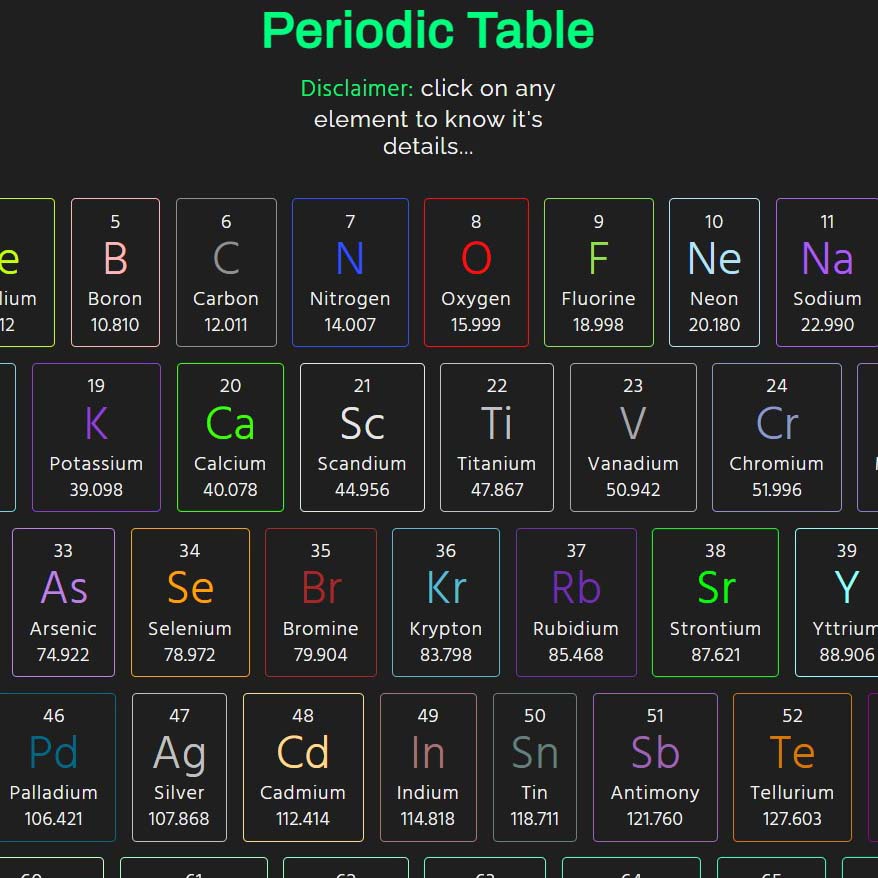 Periodic Table
Disclaimer: click on any
element to know it's
details...
5 6 7 8 9 10 11
e B C N O F Ne Na
lium Boron Carbon Nitrogen Oxygen Fluorine Neon Sodium
12 10.810 12.011 14.007 15.999 18.998 20.180 22.990
19 20 21 22 23 24
K Ca Sc Ti V Cr
Potassium Calcium Scandium Titanium Vanadium Chromium
39.098 40.078 44.956 47.867 50.942 51.996
33 34 35 36 37 38 39
As Se Br Kr Rb Sr Y
Arsenic Selenium Bromine Krypton Rubidium Strontium Yttrium
74.922 78.972 79.904 83.798 85.468 87.621 88.906
46 47 48 49 50 51 52
Pd Ag Cd In Sn Sb Te
Palladium Silver Cadmium Indium Tin Antimony Tellurium
106.421 107.868 112.414 114.818 118.711 121.760 127.603
60 61 62 63 64 65